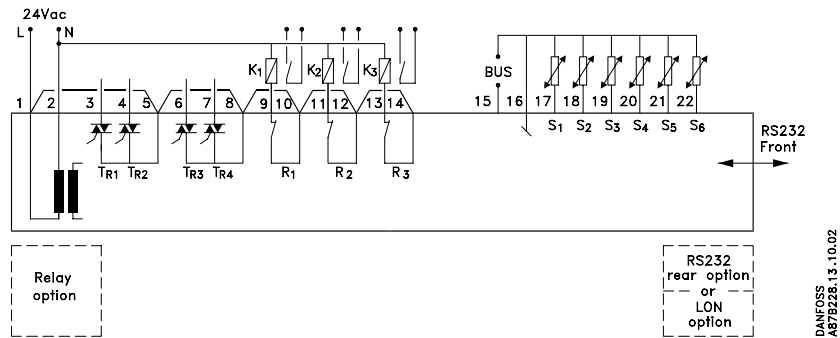 24Vac
L N
K1 K2 K3
BUS
1 2 3 4 5 6 7 8 9 10 11 12 13 14 15 16 17 18 19 20 21 22
S1 S2 S3 S4 S5 S6
RS232
Front
TR1 TR2 TR3 TR4 R1 R2 R3
Relay
option
RS232
rear option
or
LON
option
DANFOSS
A87B228.13.10.02